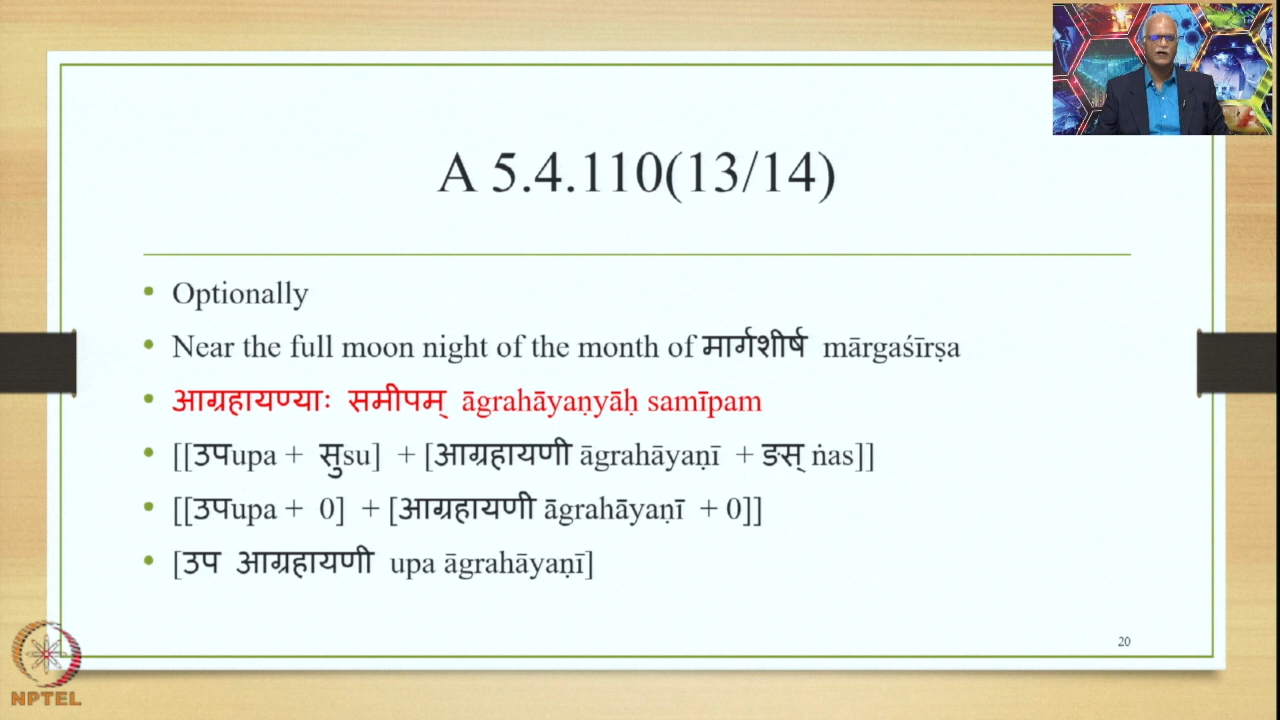 A 5.4.110(13/14)
• Optionally
• Near the full moon night of the month of मार्गशीर्ष mārgaśīrṣa
• आग्रहायण्याः समीपम् āgrahāyaṇyāḥ samīpam
• [[उपupa + सुsu] + [आग्रहायणी āgrahāyaṇī + ङस् ṅas]]
• [[उपupa + 0] + [आग्रहायणी āgrahāyaṇī + 0]]
• [उप आग्रहायणी upa āgrahāyaṇī]
20
NPTEL